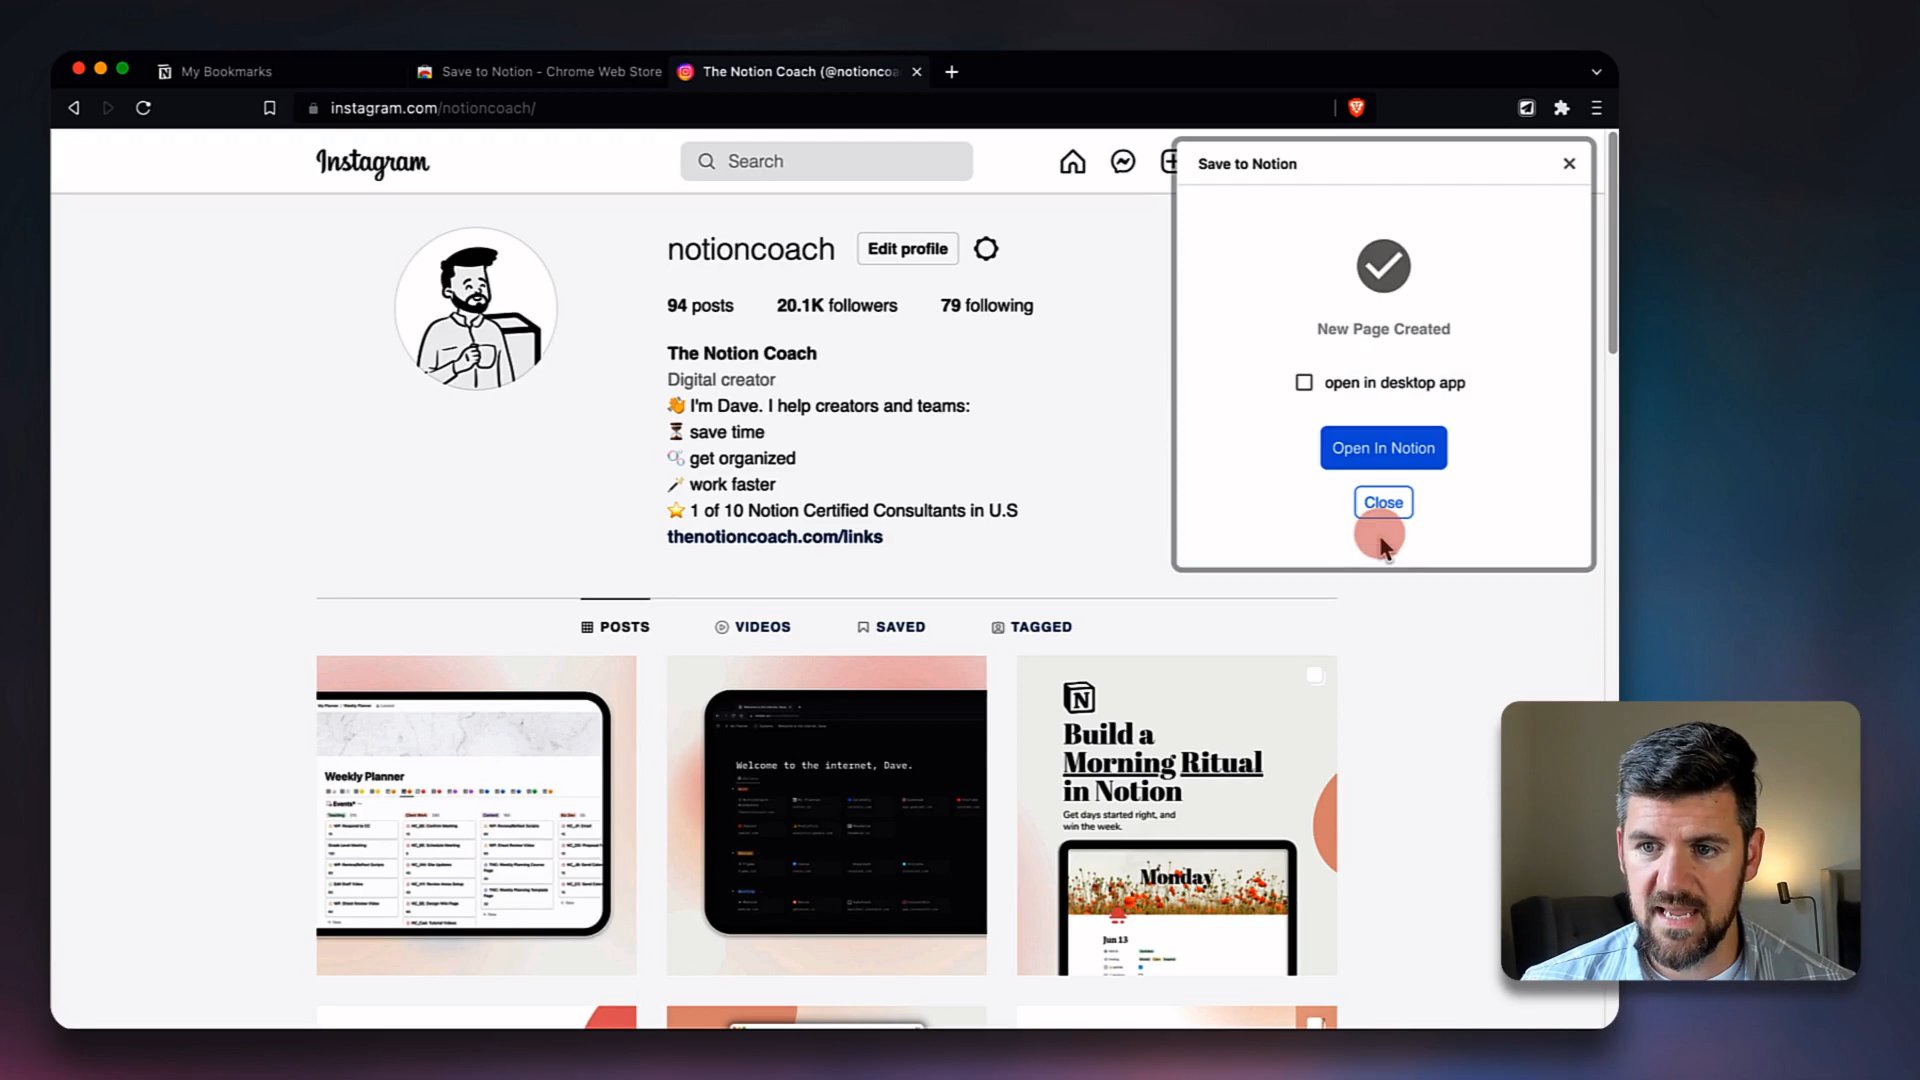 My Bookmarks
Save to Notion - Chrome Web Store
The Notion Coach (@notioncoa
instagram.com/notioncoach/
Instagram
Search
Save to Notion
notioncoach
Edit profile
94 posts
20.1K followers
79 following
New Page Created
The Notion Coach
Digital creator
open in desktop app
I'm Dave. I help creators and teams:
save time
Open In Notion
get organized
work faster
Close
1 of 10 Notion Certified Consultants in U.S
thenotioncoach.com/links
POSTS
VIDEOS
SAVED
TAGGED
Weekly Planner
Events
Welcome to the internet, Dave.
N
Build a
Morning Ritual
in Notion
Get days started right, and
win the week.
Monday
Jun 13